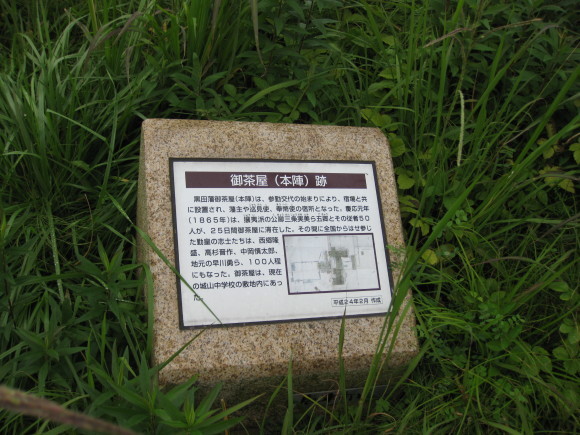 御茶屋（本陣）跡
黒田藩御茶屋(本陣)は、参勤交代の始まりにより、宿場と共
に設置され、藩主や巡見使、奉幣使の宿所となった。慶応元年
(1865年)は、攘夷派の公卿三条実美ら五卿とその従者50
人が、25日間御茶屋に滞在した。その間に全国からはせ参じ
た勤皇の志士たちは、西郷隆
盛、高杉晋作、中岡慎太郎、
地元の早川勇ら、100人程
にもなった。御茶屋は、現在
の城山中学校の敷地内にあっ
た。
平成24年2月 作成